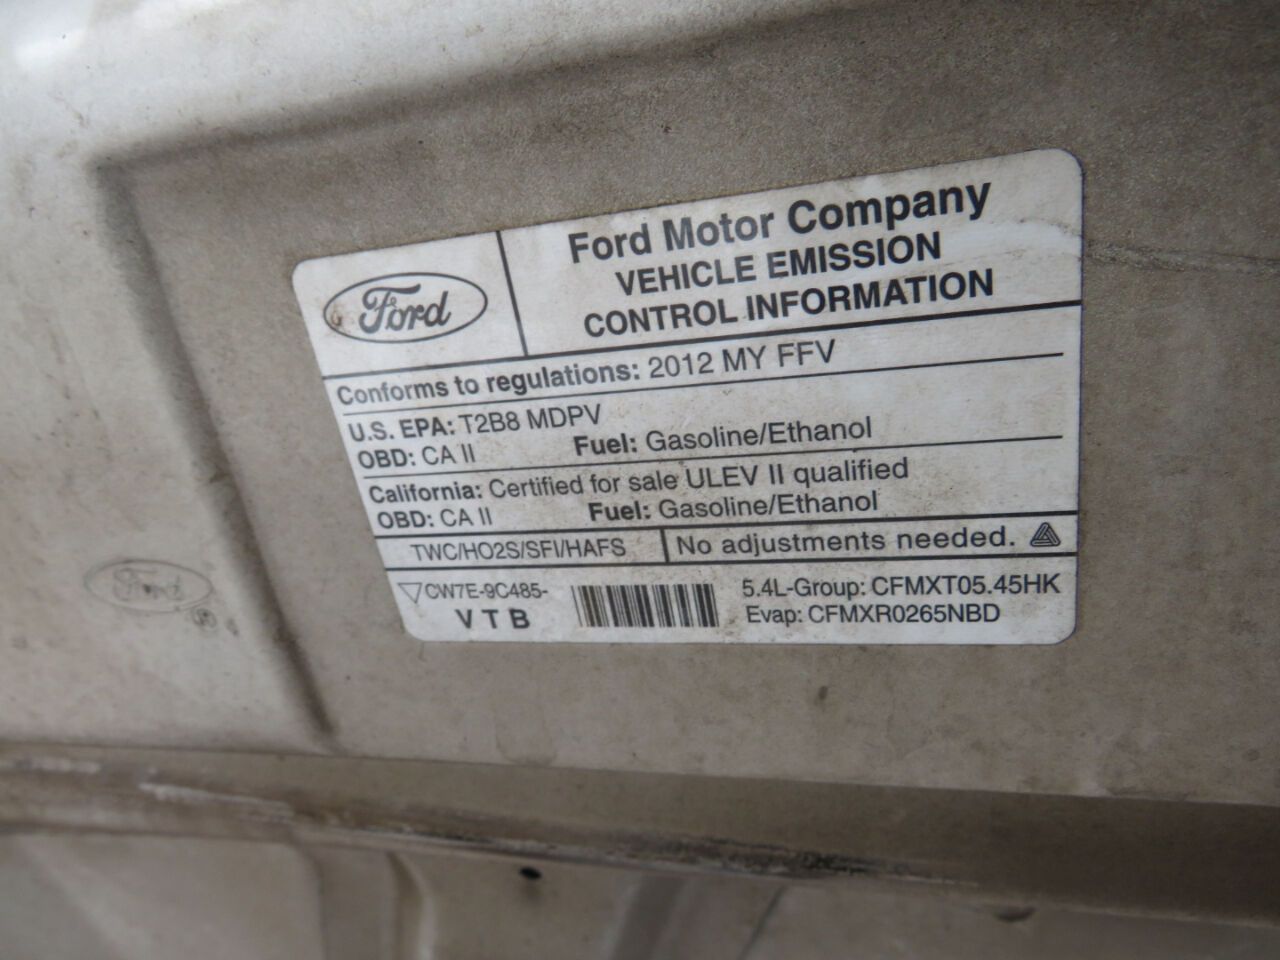 Ford
Ford Motor Company
VEHICLE EMISSION
CONTROL INFORMATION
Conforms to regulations: 2012 MY FFV
U.S. EPA: T2B8 MDPV
OBD: CA II Fuel: Gasoline/Ethanol
California: Certified for sale ULEV II qualified
OBD: CA II Fuel: Gasoline/Ethanol
TWC/HO2S/SFI/HAFS No adjustments needed.
CW7E-9C485- 5.4L-Group: CFMXT05.45HK
V T B Evap: CFMXR0265NBD
Ford
®